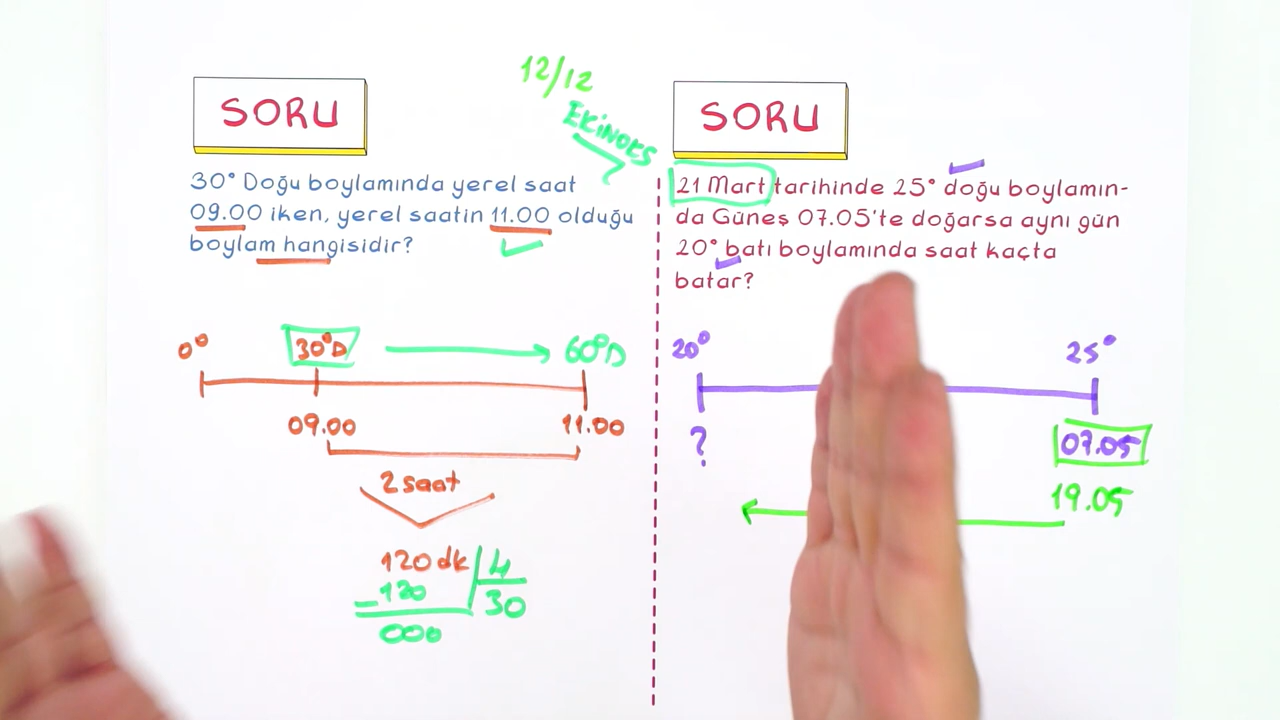 12/12
EKİNOKS
SORU
30° Doğu boylamında yerel saat
09.00 iken, yerel saatin 11.00 olduğu
boylam hangisidir?
0° 30°D 60°D
09.00 11.00
2 saat
120 dk 4
-120 30
000
SORU
21 Mart tarihinde 25° doğu boylamın-
da Güneş 07.05'te doğarsa aynı gün
20° batı boylamında saat kaçta
batar?
20° 25°
? 07.05
19.05